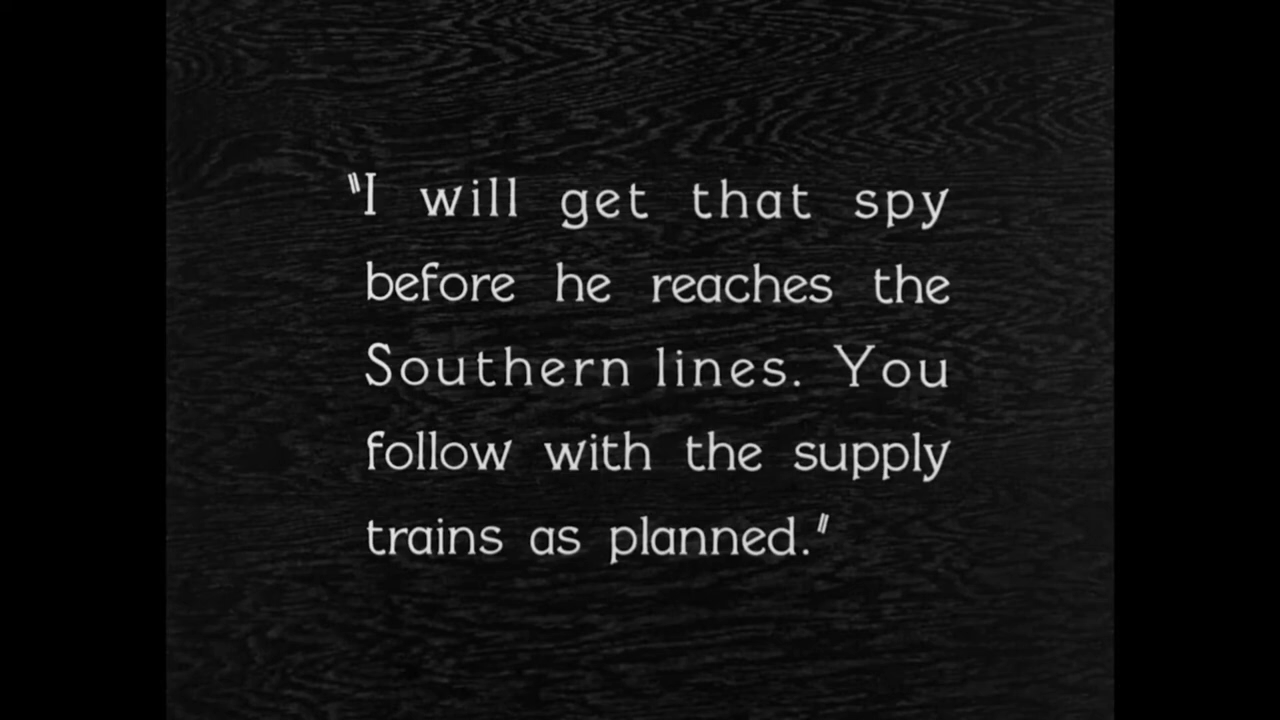 "I will get that spy
before he reaches the
Southern lines. You
follow with the supply
trains as planned."